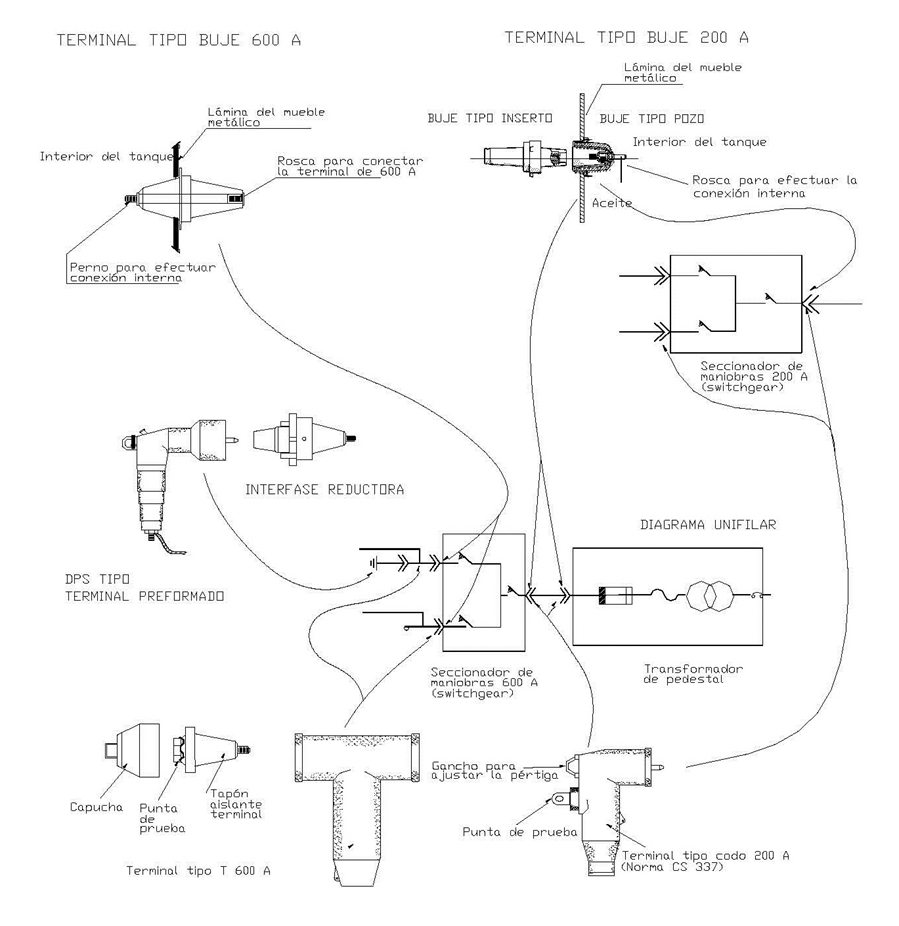 TERMINAL TIPO BUJE 600 A
TERMINAL TIPO BUJE 200 A
Lámina del mueble
metálico
Interior del tanque
Rosca para conectar
la terminal de 600 A
Perno para efectuar
conexión interna
Lámina del mueble
metálico
BUJE TIPO INSERTO
BUJE TIPO POZO
Interior del tanque
Rosca para efectuar la
conexión interna
Aceite
Seccionador de
maniobras 200 A
(switchgear)
INTERFASE REDUCTORA
DPS TIPO
TERMINAL PREFORMADO
DIAGRAMA UNIFILAR
Seccionador de
maniobras 600 A
(switchgear)
Transformador
de pedestal
Capucha
Punta
de
prueba
Tapón
aislante
terminal
Terminal tipo T 600 A
Gancho para
ajustar la pértiga
Punta de prueba
Terminal tipo codo 200 A
(Norma CS 337)